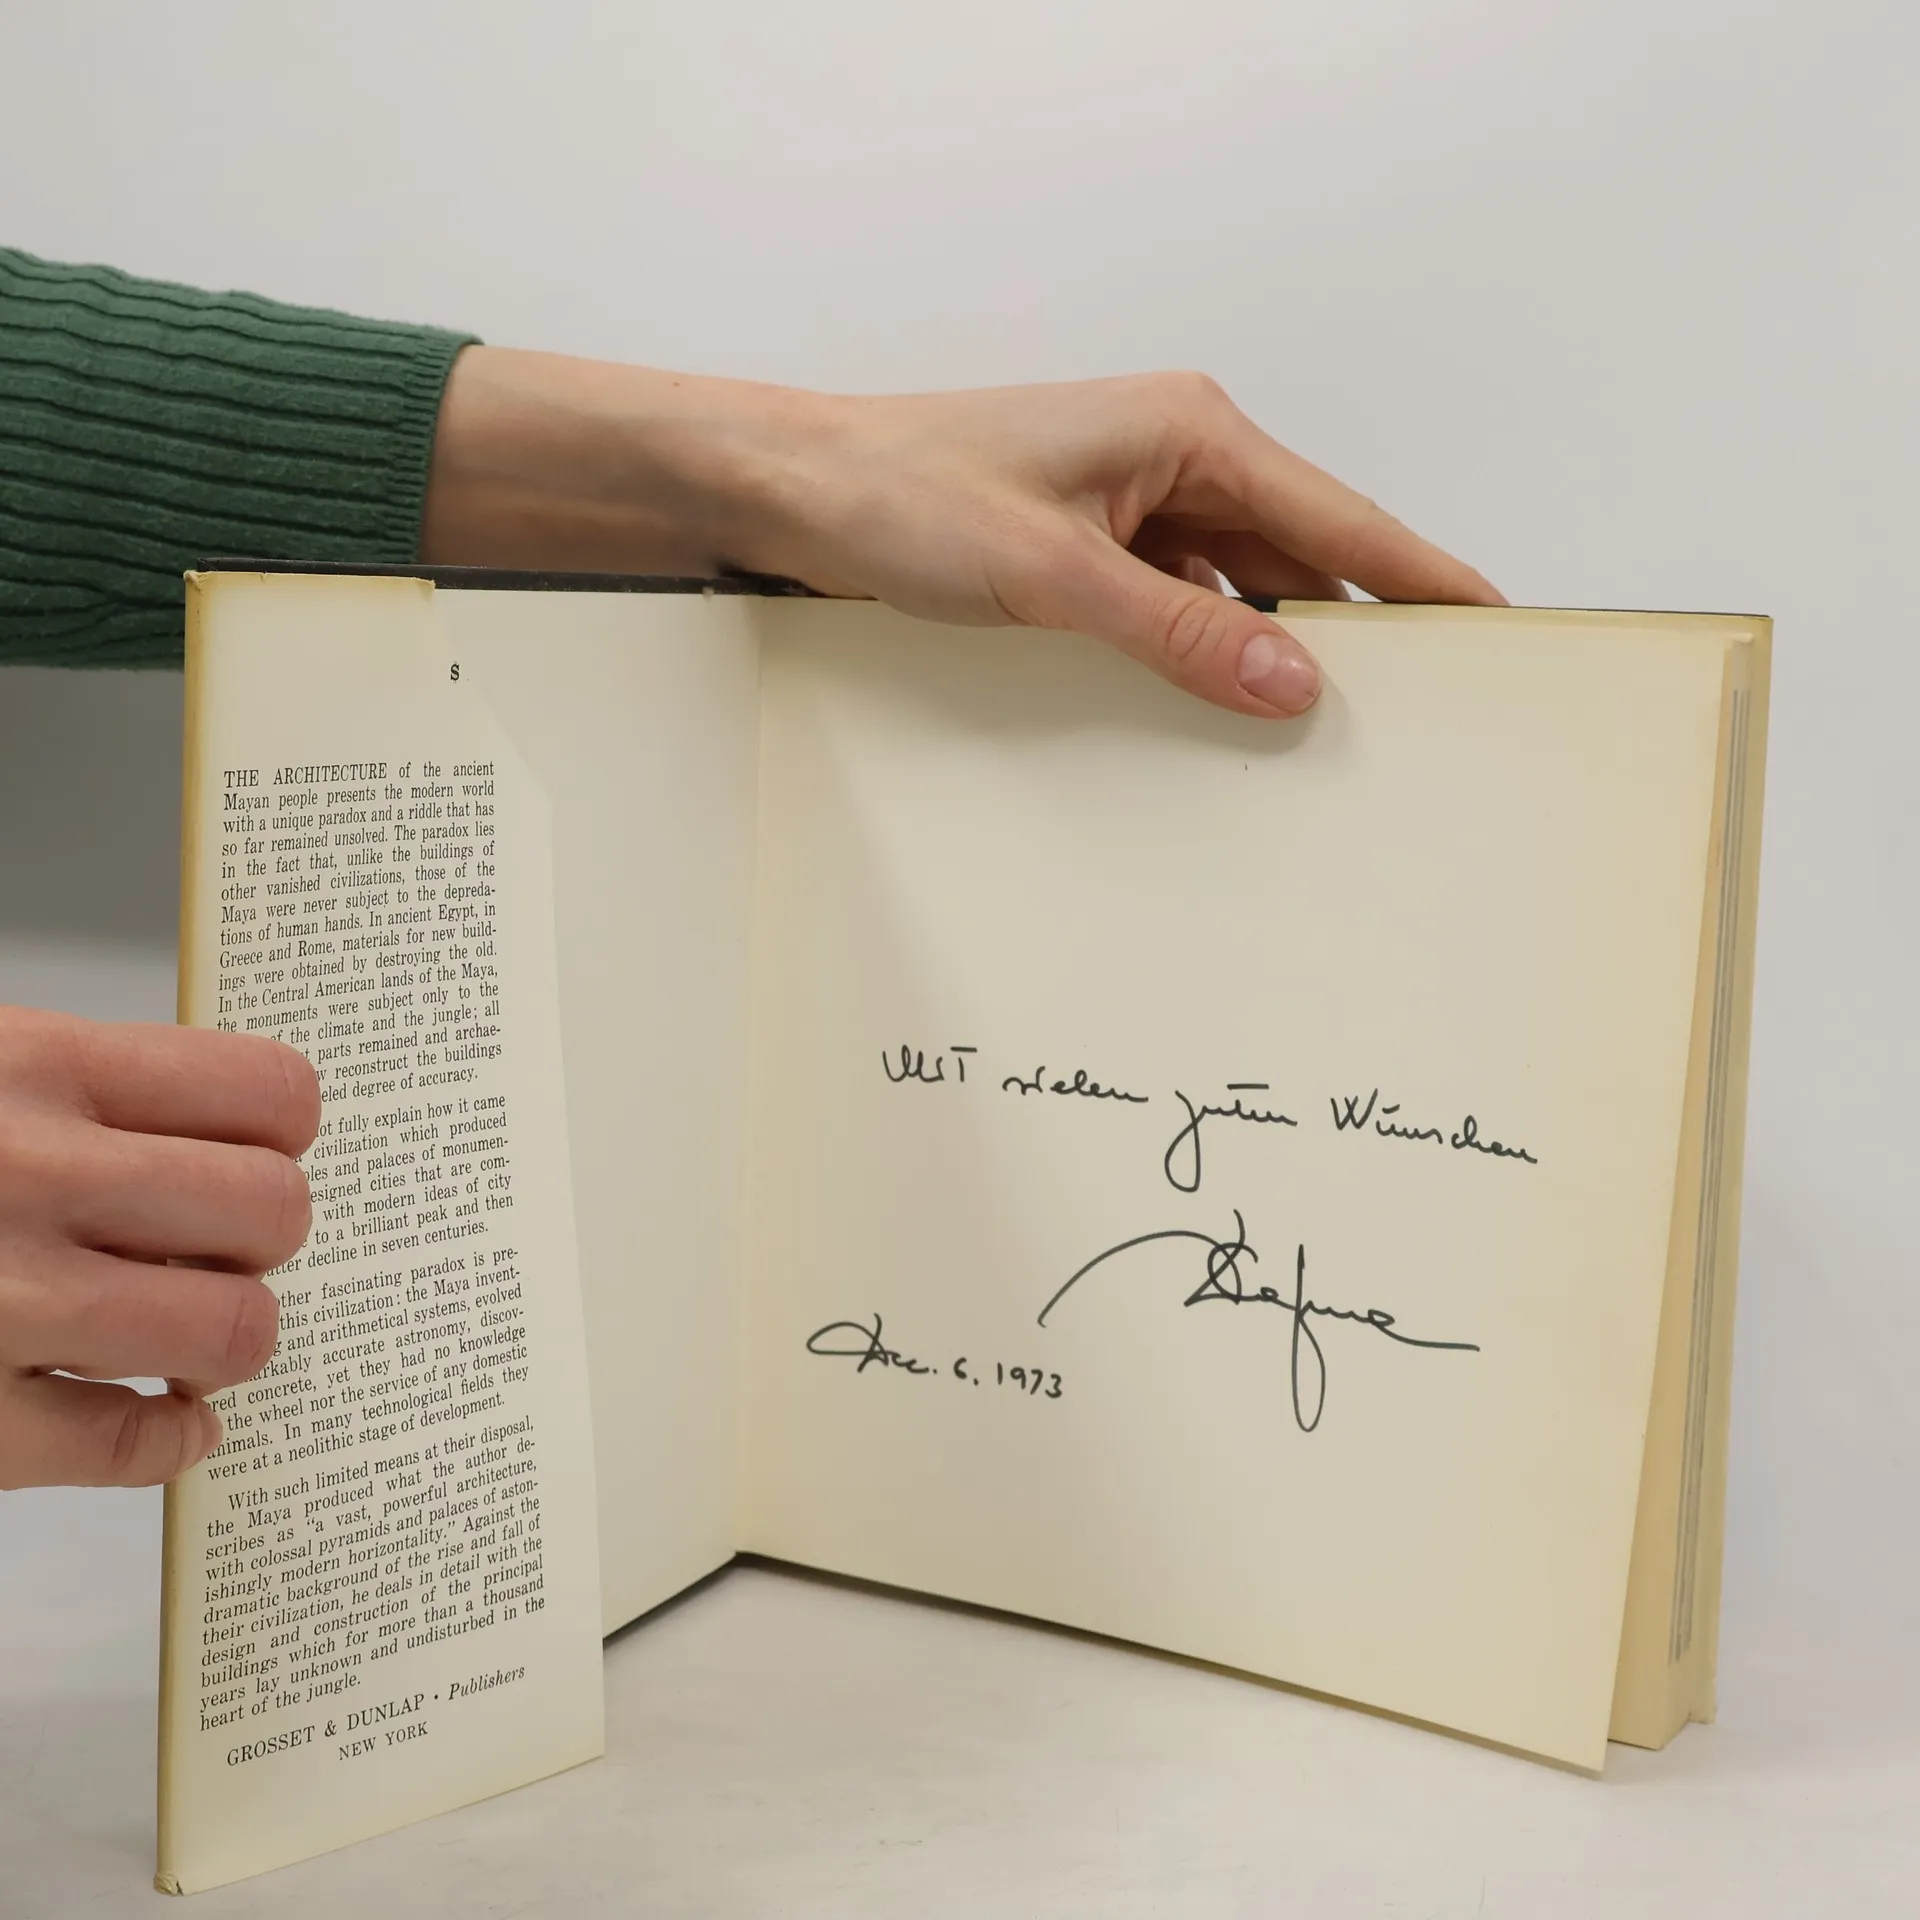 $
THE ARCHITECTURE of the ancient
Mayan people presents the modern world
with a unique paradox and a riddle that has
so far remained unsolved. The paradox lies
in the fact that, unlike the buildings of
other vanished civilizations, those of the
Maya were never subject to the depreda-
tions of human hands. In ancient Egypt, in
Greece and Rome, materials for new build-
ings were obtained by destroying the old.
In the Central American lands of the Maya,
the monuments were subject only to the
of the climate and the jungle; all
parts remained and archae-
reconstruct the buildings
degree of accuracy.
fully explain how it came
civilization which produced
and palaces of monumen-
cities that are com-
with modern ideas of city
to a brilliant peak and then
decline in seven centuries.
fascinating paradox is pre-
this civilization: the Maya invent-
and arithmetical systems, evolved
accurate astronomy, discov-
concrete, yet they had no knowledge
the wheel nor the service of any domestic
animals. In many technological fields they
were at a neolithic stage of development.
With such limited means at their disposal,
the Maya produced what the author de-
scribes as “a vast, powerful architecture,
with colossal pyramids and palaces of aston-
ishingly modern horizontality.” Against the
dramatic background of the rise and fall of
their civilization, he deals in detail with the
design and construction of the principal
buildings which for more than a thousand
years lay unknown and undisturbed in the
heart of the jungle.
GROSSET & DUNLAP • Publishers
NEW YORK
Mit vielen guten Wünschen
Dec. 6. 1973